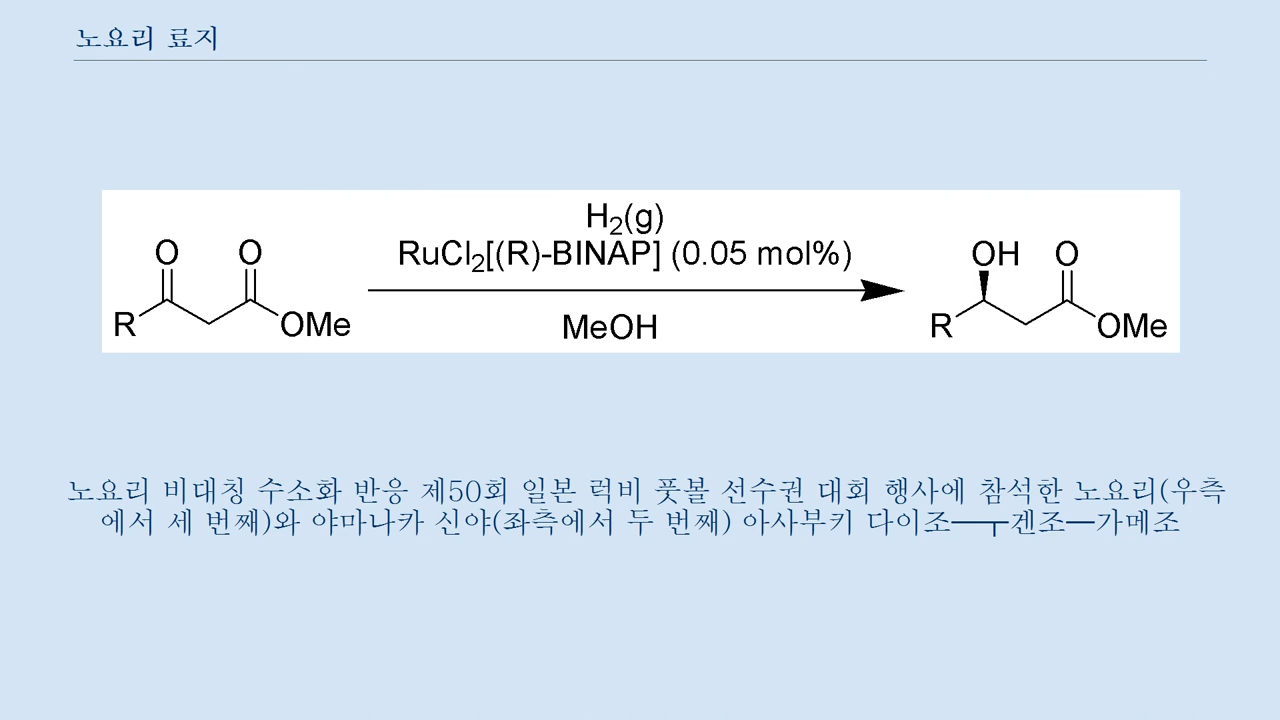 노요리 료지
H2(g)
RuCl2[(R)-BINAP] (0.05 mol%)
MeOH
O O
R OMe
OH O
R OMe
노요리 비대칭 수소화 반응 제50회 일본 럭비 풋볼 선수권 대회 행사에 참석한 노요리(우측
에서 세 번째)와 야마나카 신야(좌측에서 두 번째) 아사부키 다이조━┳겐조━가메조